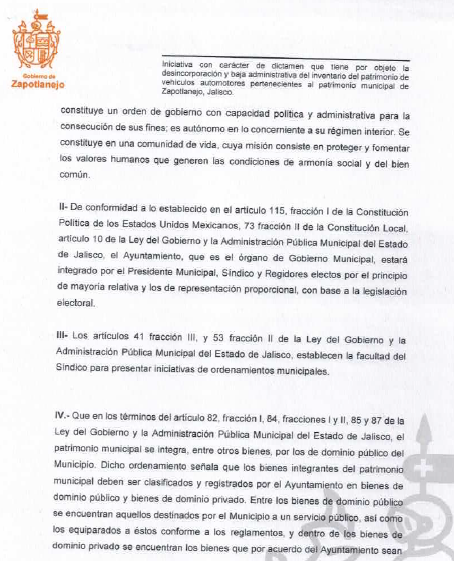 Gobierno de
Zapotlanejo
Iniciativa con carácter de dictamen que tiene por objeto la
desincorporación y baja administrativa del inventario del patrimonio de
vehículos automotores pertenecientes al patrimonio municipal de
Zapotlanejo, Jalisco.
constituye un orden de gobierno con capacidad política y administrativa para la
consecución de sus fines; es autónomo en lo concerniente a su régimen interior. Se
constituye en una comunidad de vida, cuya misión consiste en proteger y fomentar
los valores humanos que generen las condiciones de armonía social y del bien
común.
II- De conformidad a lo establecido en el artículo 115, fracción I de la Constitución
Política de los Estados Unidos Mexicanos, 73 fracción II de la Constitución Local,
artículo 10 de la Ley del Gobierno y la Administración Pública Municipal del Estado
de Jalisco, el Ayuntamiento, que es el órgano de Gobierno Municipal, estará
integrado por el Presidente Municipal, Síndico y Regidores electos por el principio
de mayoría relativa y los de representación proporcional, con base a la legislación
electoral.
III- Los artículos 41 fracción III, y 53 fracción II de la Ley del Gobierno y la
Administración Pública Municipal del Estado de Jalisco, establecen la facultad del
Síndico para presentar iniciativas de ordenamientos municipales.
IV.- Que en los términos del artículo 82, fracción I, 84, fracciones I y II, 85 y 87 de la
Ley del Gobierno y la Administración Pública Municipal del Estado de Jalisco, el
patrimonio municipal se integra, entre otros bienes, por los de dominio público del
Municipio. Dicho ordenamiento señala que los bienes integrantes del patrimonio
municipal deben ser clasificados y registrados por el Ayuntamiento en bienes de
dominio público y bienes de dominio privado. Entre los bienes de dominio público
se encuentran aquellos destinados por el Municipio a un servicio público, así como
los equiparados a éstos conforme a los reglamentos, y dentro de los bienes de
dominio privado se encuentran los bienes que por acuerdo del Ayuntamiento sean